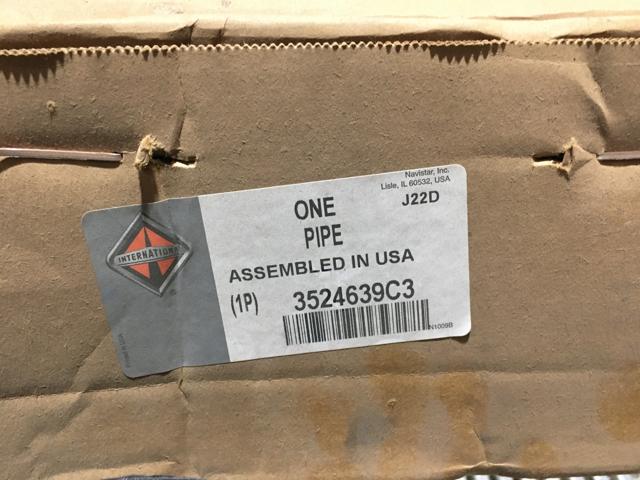 Navistar, Inc.
Lisle, IL 60532, USA
J22D
ONE
PIPE
ASSEMBLED IN USA
(1P) 3524639C3
N1009B
INTERNATIONAL
®